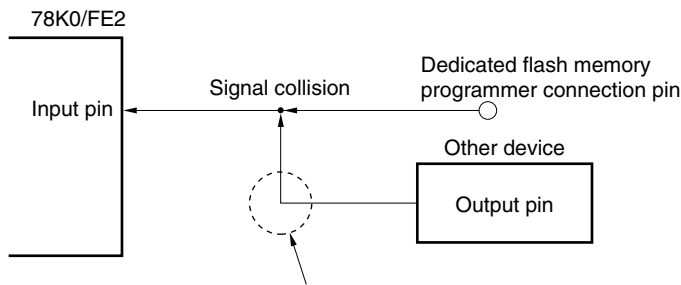 78K0/FE2
Input pin
Signal collision
Dedicated flash memory
programmer connection pin
Other device
Output pin